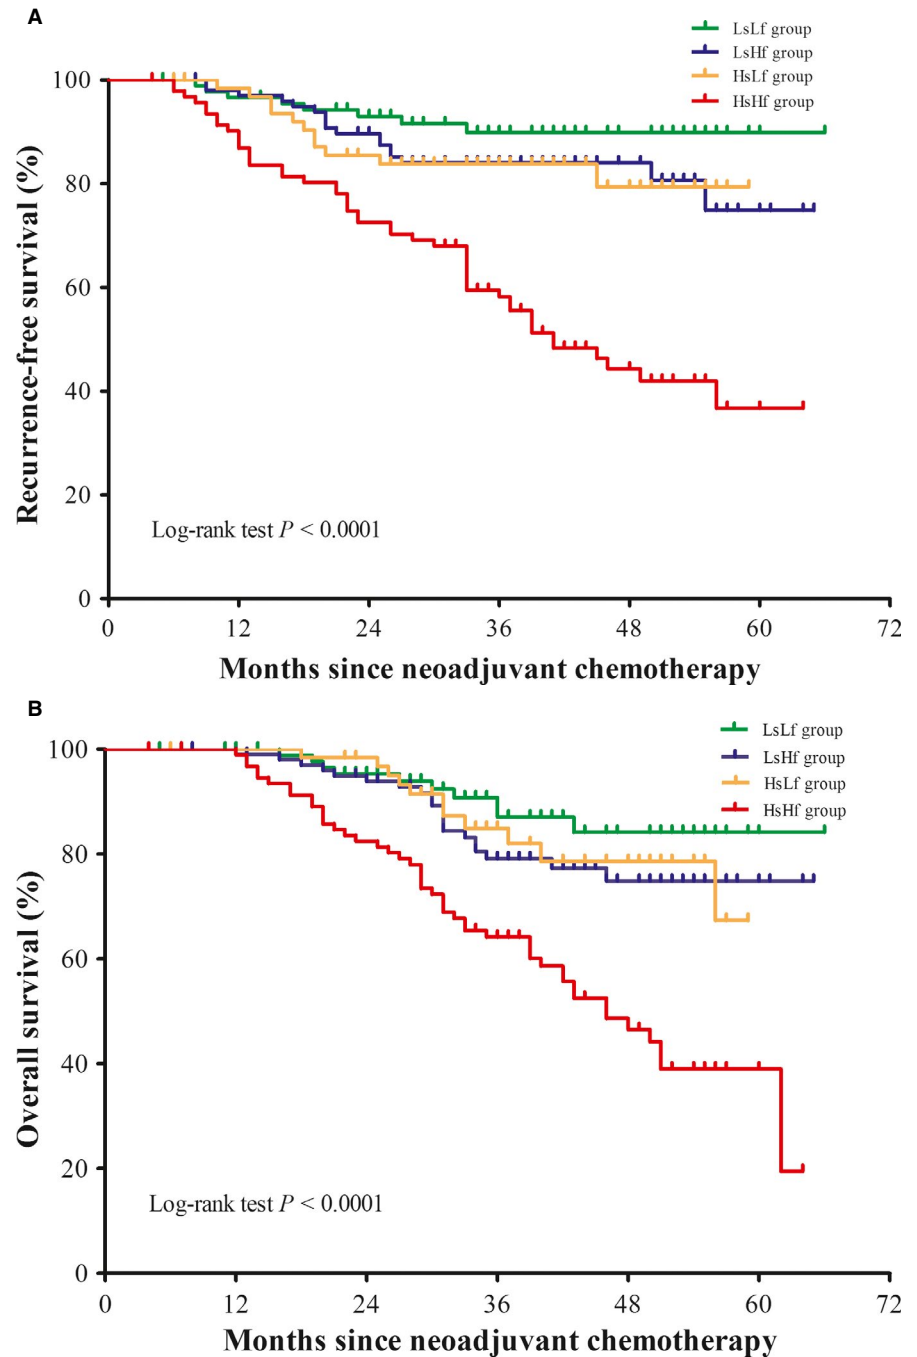 A
LsLf group
LsHf group
HsLf group
HsHf group
100
80
60
40
20
0
Recurrence-free survival (%)
Log-rank test P < 0.0001
0 12 24 36 48 60 72
Months since neoadjuvant chemotherapy
B
LsLf group
LsHf group
HsLf group
HsHf group
100
80
60
40
20
0
Overall survival (%)
Log-rank test P < 0.0001
0 12 24 36 48 60 72
Months since neoadjuvant chemotherapy